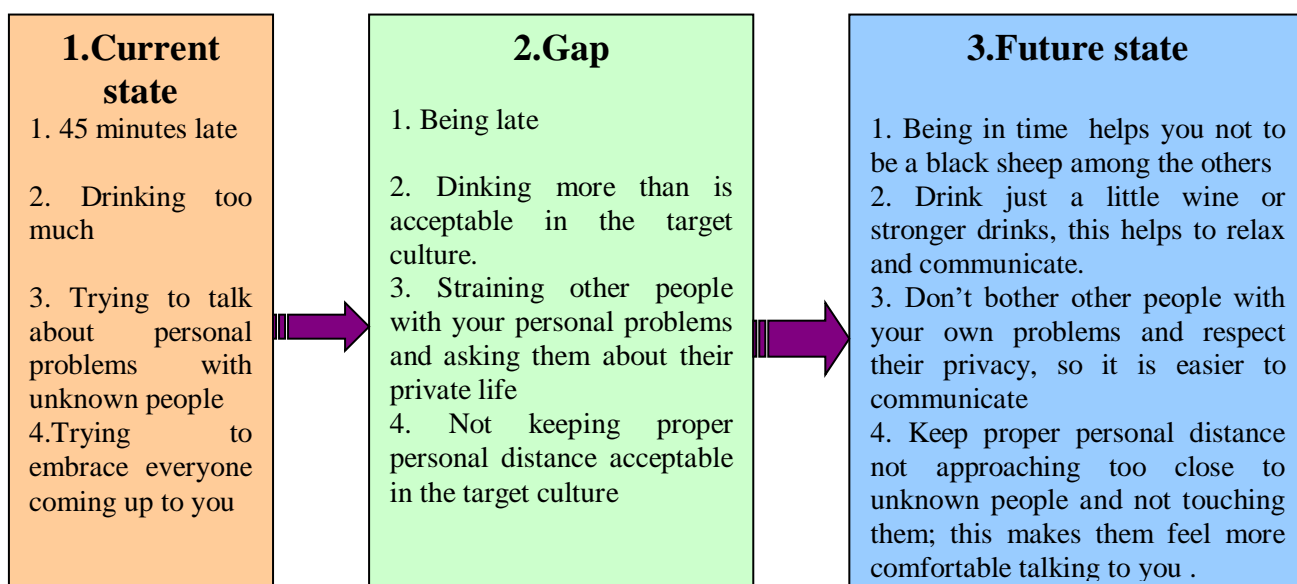 1.Current
state
1. 45 minutes late
2. Drinking too
much
3. Trying to talk
about personal
problems with
unknown people
4.Trying to
embrace everyone
coming up to you
2.Gap
1. Being late
2. Dinking more than is
acceptable in the target
culture.
3. Straining other people
with your personal problems
and asking them about their
private life
4. Not keeping proper
personal distance acceptable
in the target culture
3.Future state
1. Being in time helps you not to
be a black sheep among the others
2. Drink just a little wine or
stronger drinks, this helps to relax
and communicate.
3. Don’t bother other people with
your own problems and respect
their privacy, so it is easier to
communicate
4. Keep proper personal distance
not approaching too close to
unknown people and not touching
them; this makes them feel more
comfortable talking to you .